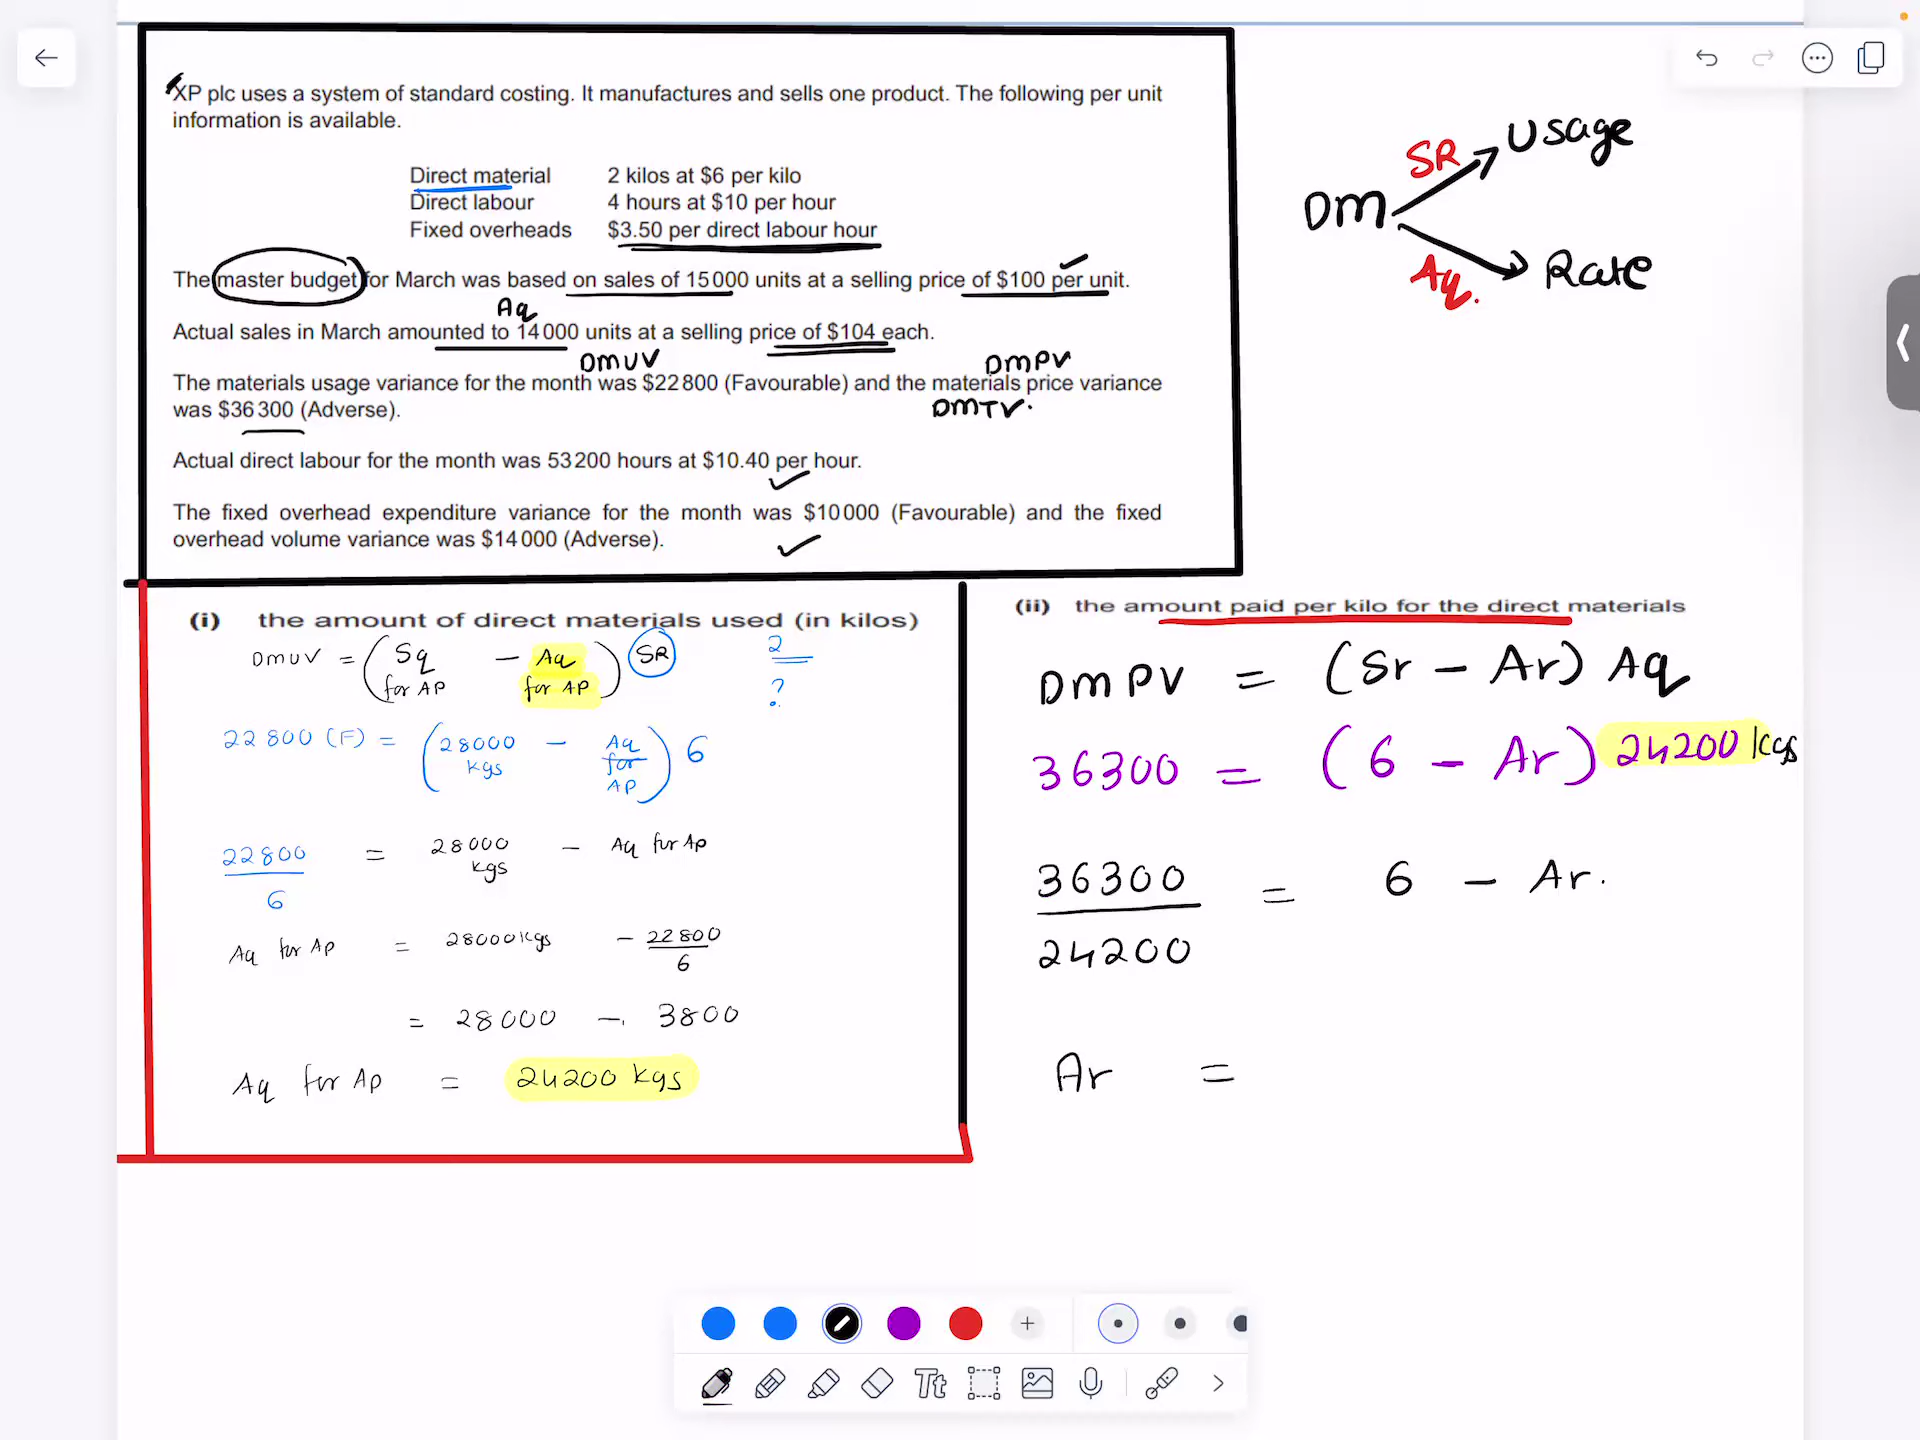 XP plc uses a system of standard costing. It manufactures and sells one product. The following per unit
information is available.
Direct material 2 kilos at $6 per kilo
Direct labour 4 hours at $10 per hour
Fixed overheads $3.50 per direct labour hour
The master budget for March was based on sales of 15 000 units at a selling price of $100 per unit.
Aq
Actual sales in March amounted to 14 000 units at a selling price of $104 each.
DMUV DMPV
The materials usage variance for the month was $22 800 (Favourable) and the materials price variance
was $36 300 (Adverse). DMTV.
Actual direct labour for the month was 53 200 hours at $10.40 per hour.
The fixed overhead expenditure variance for the month was $10 000 (Favourable) and the fixed
overhead volume variance was $14 000 (Adverse).
DM
SR Usage
Aq. Rate
(i) the amount of direct materials used (in kilos)
DMUV = (Sq for AP - Aq for AP) SR
2
?
22 800 (F) = (28000 kgs - Aq for AP) 6
22800 / 6 = 28000 kgs - Aq for AP
Aq for AP = 28000 kgs - 22800 / 6
= 28000 - 3800
Aq for AP = 24200 kgs
(ii) the amount paid per kilo for the direct materials
DMPV = (Sr - Ar) Aq
36300 = (6 - Ar) 24200 kgs
36300 / 24200 = 6 - Ar.
Ar =
Tt